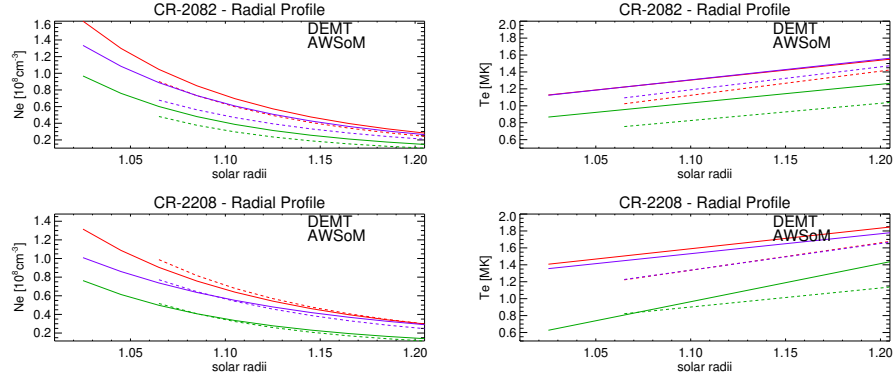 CR-2082 - Radial Profile
DEMT
AWSoM
Ne [10⁸cm⁻³]
1.6
1.4
1.2
1.0
0.8
0.6
0.4
0.2
1.05
1.10
1.15
1.20
solar radii
CR-2082 - Radial Profile
DEMT
AWSoM
Te [MK]
2.0
1.8
1.6
1.4
1.2
1.0
0.8
0.6
1.05
1.10
1.15
1.20
solar radii
CR-2208 - Radial Profile
DEMT
AWSoM
Ne [10⁸cm⁻³]
1.4
1.2
1.0
0.8
0.6
0.4
0.2
1.05
1.10
1.15
1.20
solar radii
CR-2208 - Radial Profile
DEMT
AWSoM
Te [MK]
2.0
1.8
1.6
1.4
1.2
1.0
0.8
0.6
1.05
1.10
1.15
1.20
solar radii